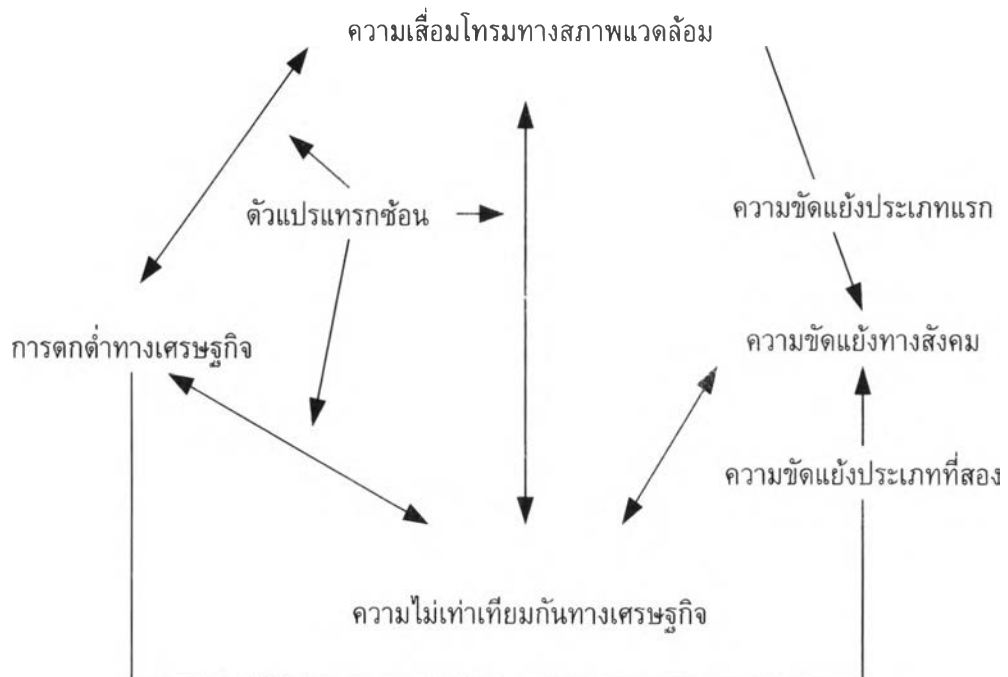 ความเสื่อมโทรมทางสภาพแวดล้อม
ตัวแปรแทรกซ้อน
ความขัดแย้งประเภทแรก
การตกต่ำทางเศรษฐกิจ
ความขัดแย้งทางสังคม
ความขัดแย้งประเภทที่สอง
ความไม่เท่าเทียมกันทางเศรษฐกิจ